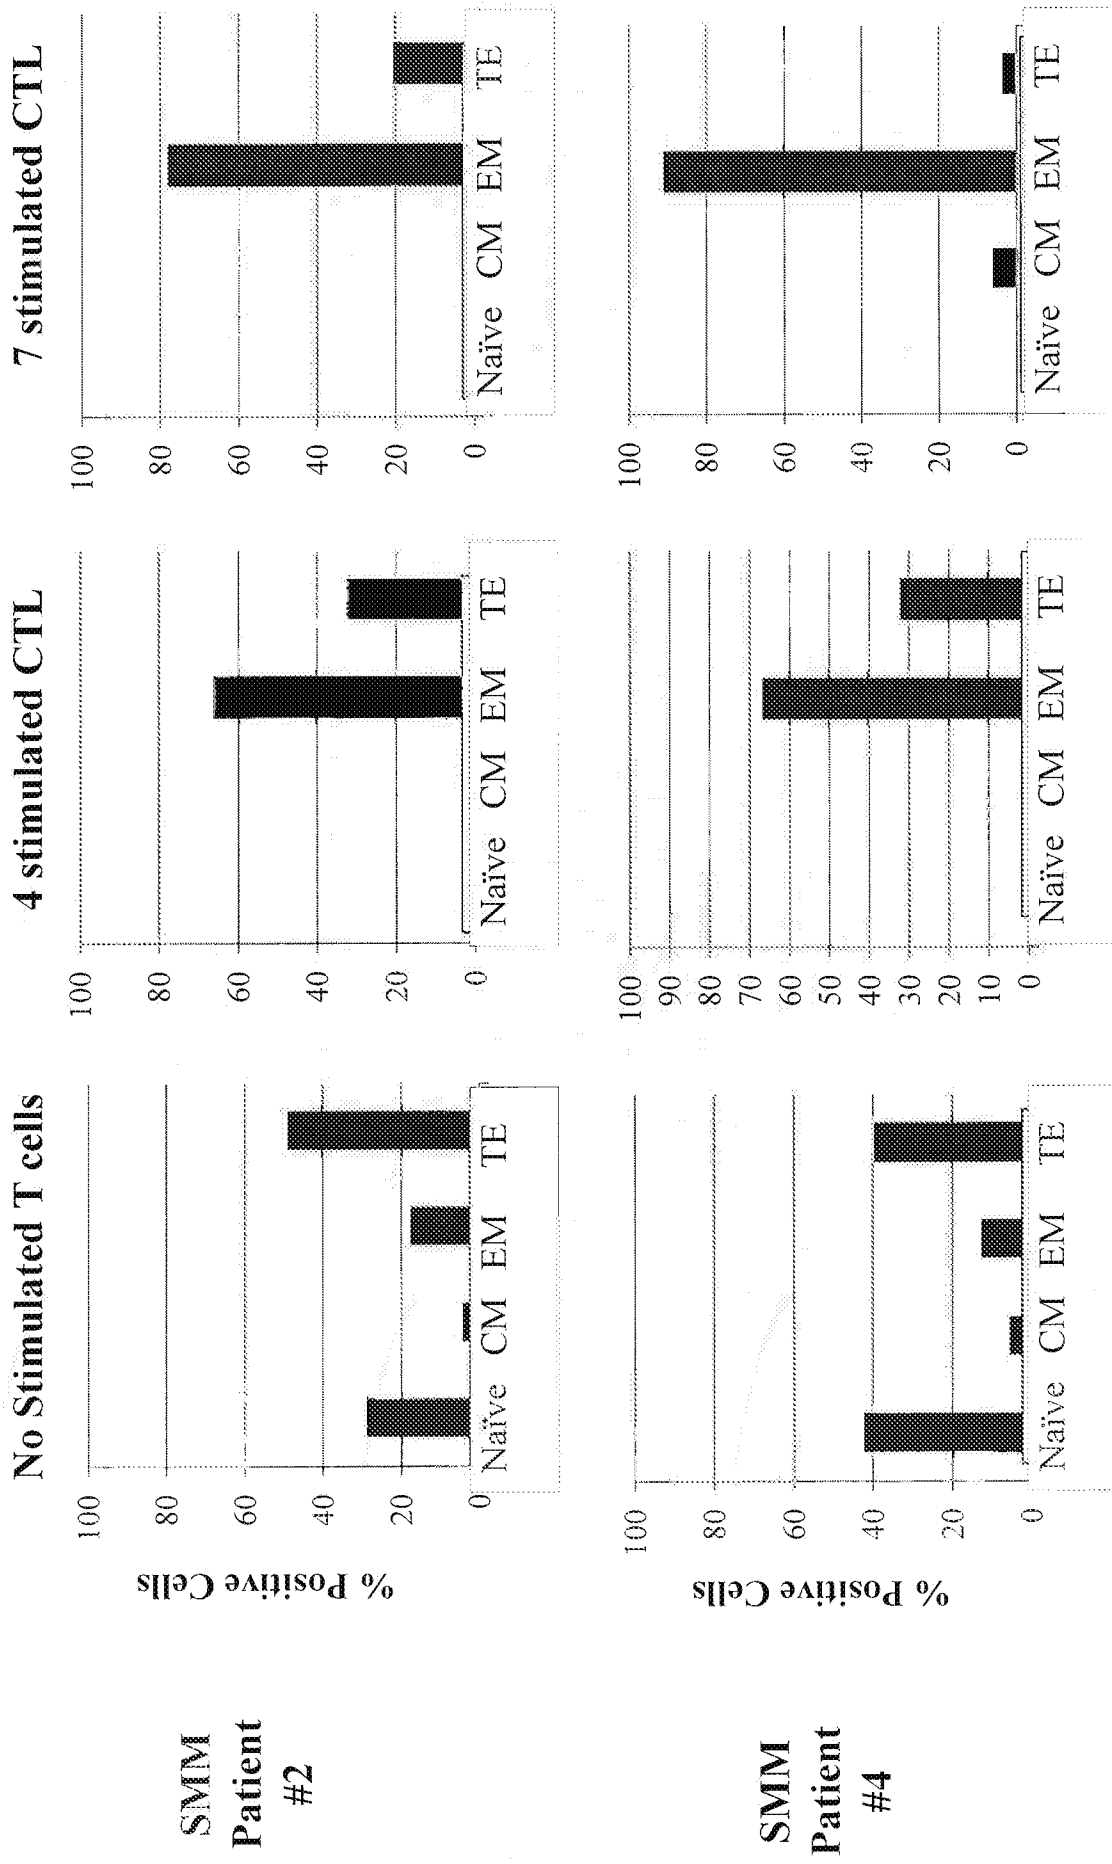 No Stimulated T cells
4 stimulated CTL
7 stimulated CTL
SMM
Patient
#2
% Positive Cells
100
80
60
40
20
0
Naïve CM EM TE
100
80
60
40
20
0
Naïve CM EM TE
100
80
60
40
20
0
Naïve CM EM TE
SMM
Patient
#4
% Positive Cells
100
80
60
40
20
0
Naïve CM EM TE
100
90
80
70
60
50
40
30
20
10
0
Naïve CM EM TE
100
80
60
40
20
0
Naïve CM EM TE